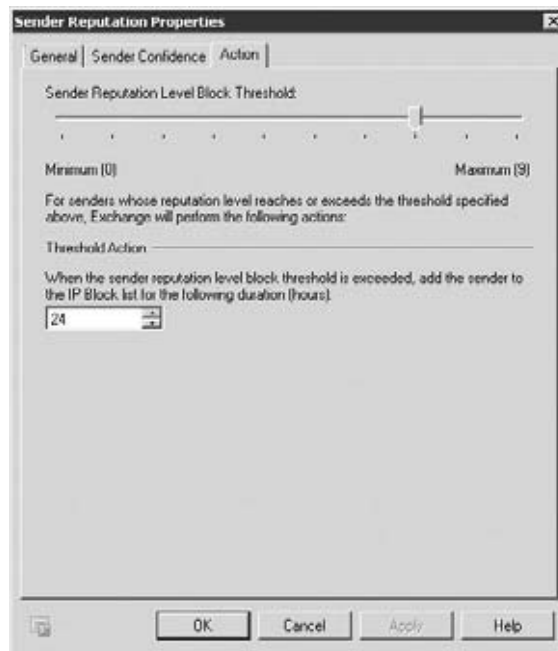 Sender Reputation Properties
General
Sender Confidence
Action
Sender Reputation Level Block Threshold:
Minimum (0)
Maximum (9)
For senders whose reputation level reaches or exceeds the threshold specified
above, Exchange will perform the following actions:
Threshold Action
When the sender reputation level block threshold is exceeded, add the sender to
the IP Block list for the following duration (hours):
24
OK
Cancel
Apply
Help